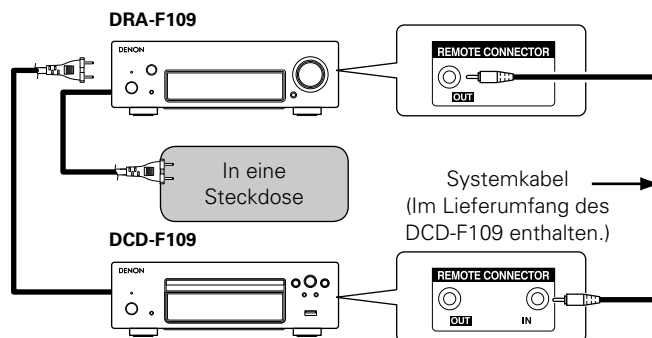 DRA-F109
DENON
REMOTE CONNECTOR
OUT
In eine
Steckdose
Systemkabel
(Im Lieferumfang des
DCD-F109 enthalten.)
DCD-F109
DENON
REMOTE CONNECTOR
OUT IN